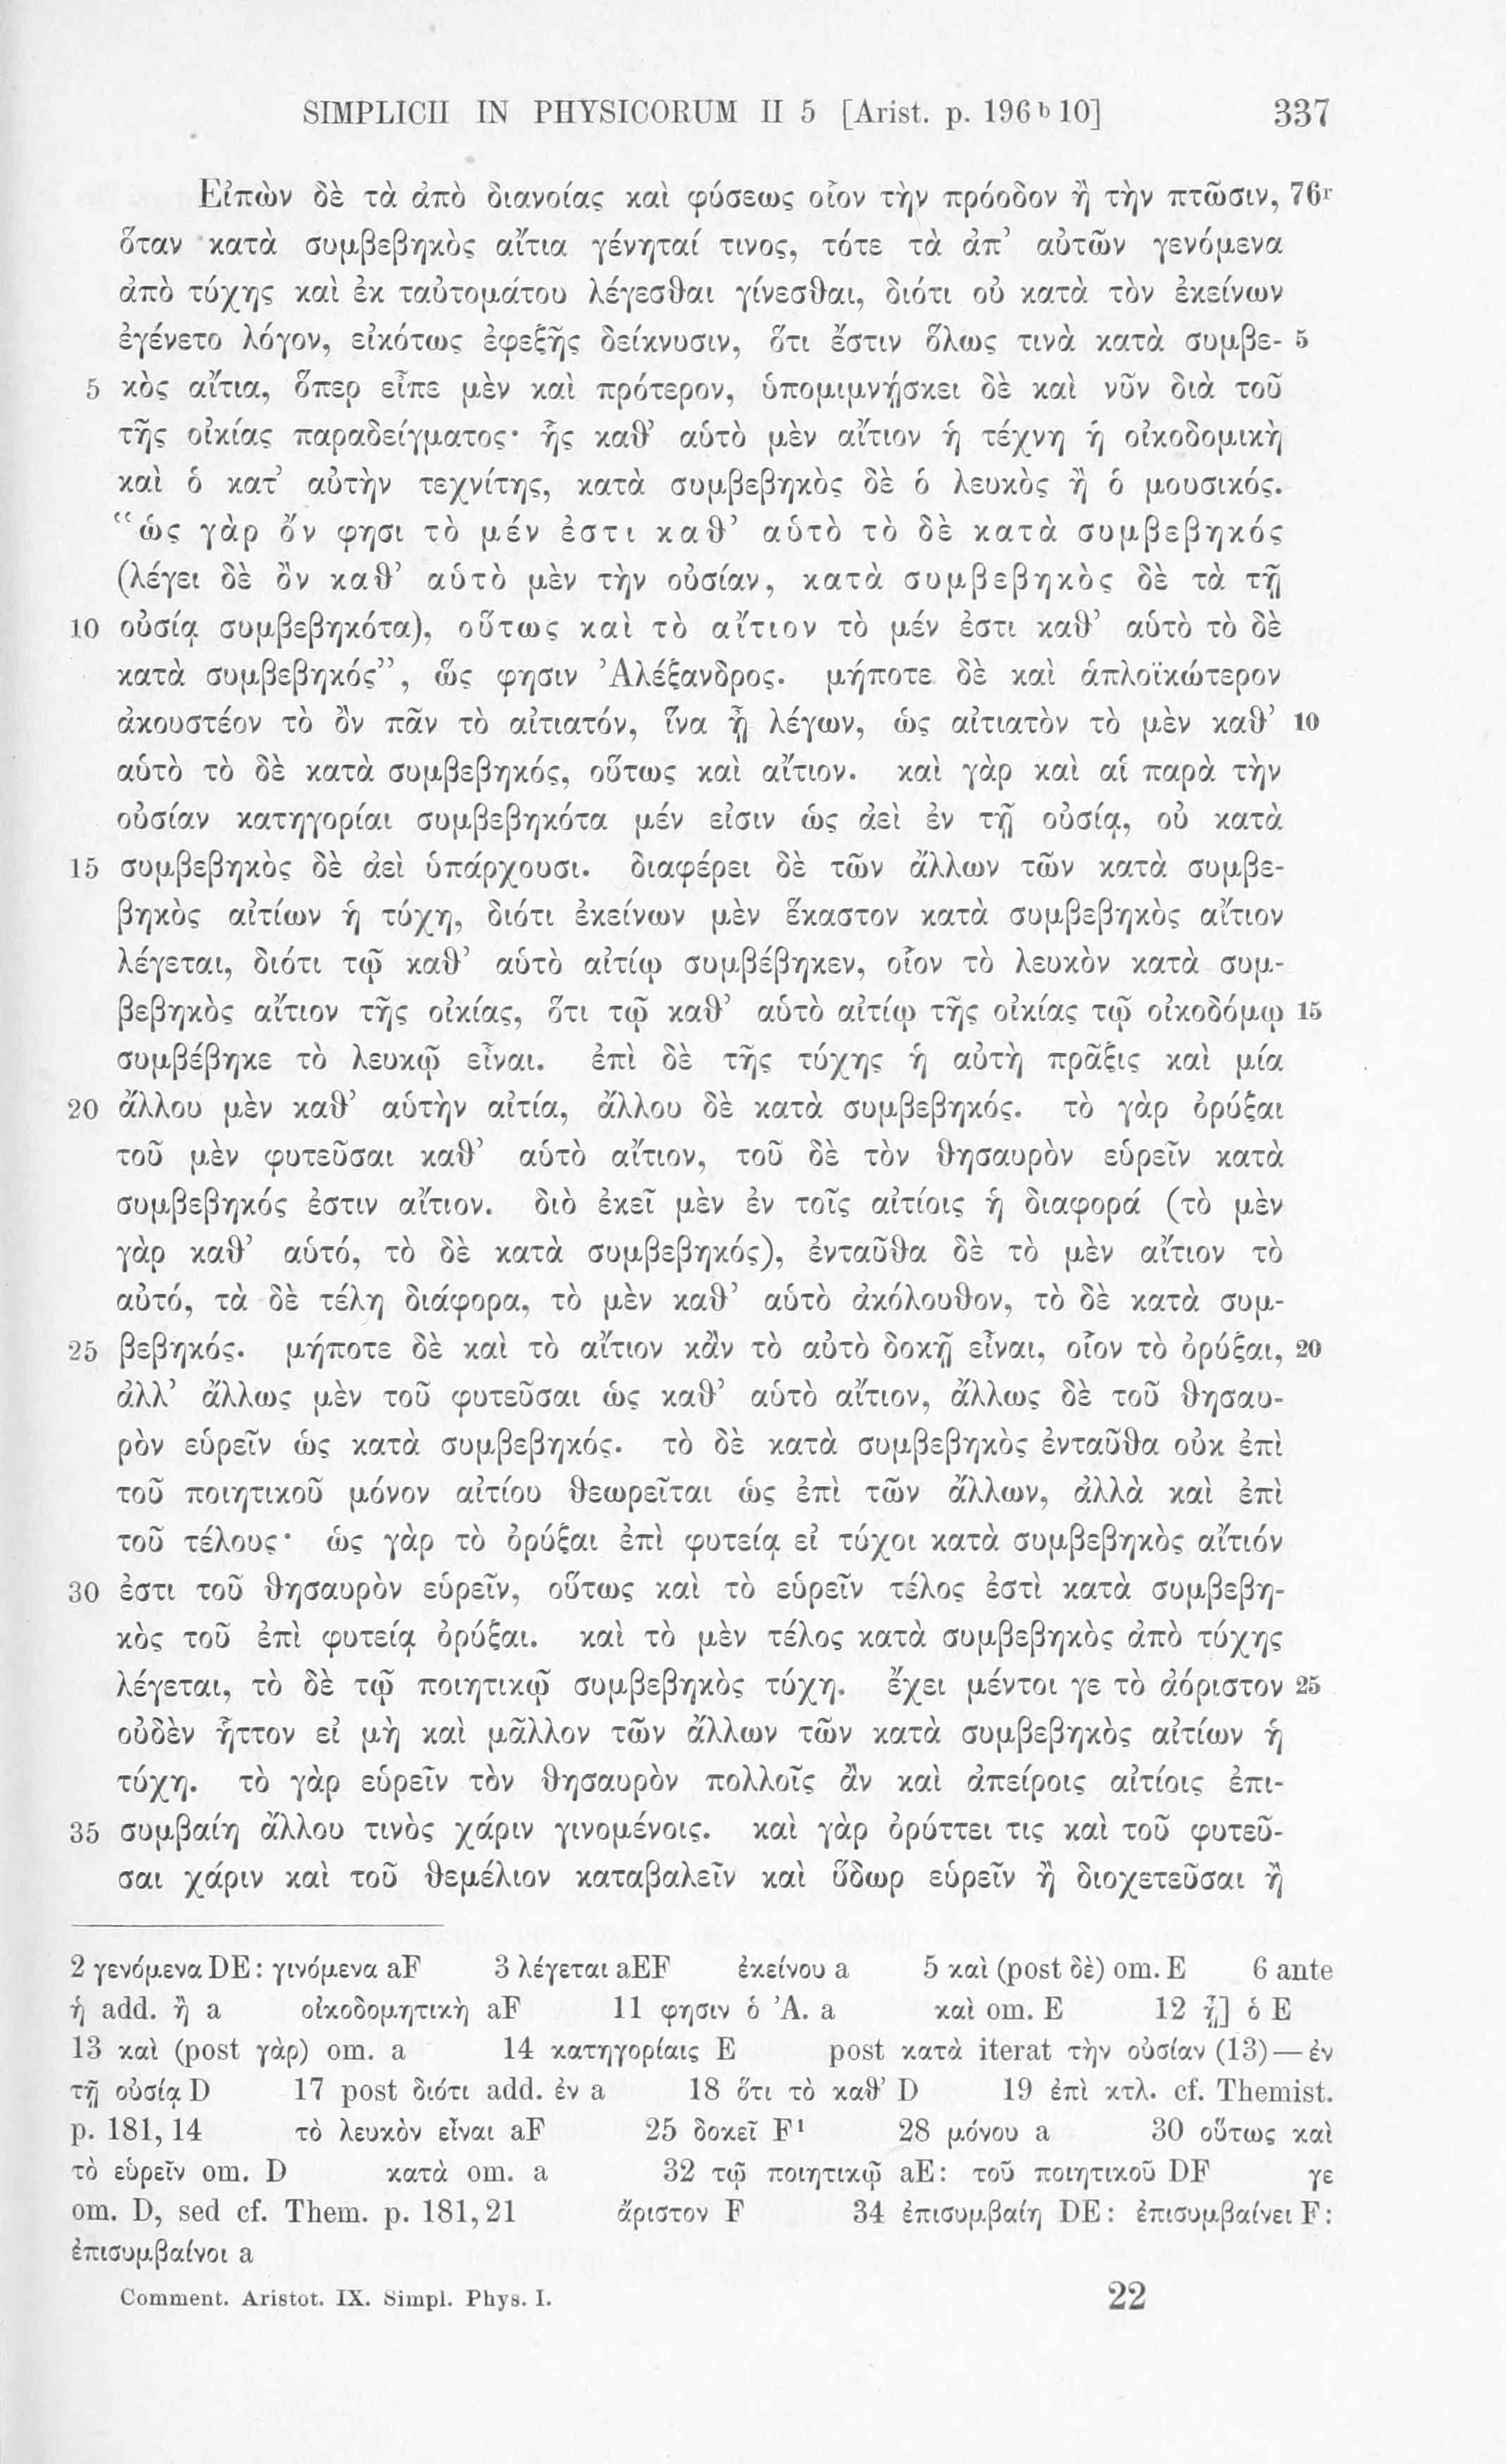 SIMPLICII IN PHYSICORUM II 5 [Arist. p. 196ᵇ10] 337
Εἰπὼν δὲ τὰ ἀπὸ διανοίας καὶ φύσεως οἷον τὴν πρόοδον ἢ τὴν πτῶσιν, 76ʳ
ὅταν κατὰ συμβεβηκὸς αἴτια γένηταί τινος, τότε τὰ ἀπ’ αὐτῶν γενόμενα
ἀπὸ τύχης καὶ ἐκ ταὐτομάτου λέγεσθαι γίνεσθαι, διότι οὐ κατὰ τὸν ἐκείνων
ἐγένετο λόγον, εἰκότως ἐφεξῆς δείκνυσιν, ὅτι ἔστιν ὅλως τινὰ κατὰ συμβε- 5
5 κὸς αἴτια, ὅπερ εἶπε μὲν καὶ πρότερον, ὑπομιμνήσκει δὲ καὶ νῦν διὰ τοῦ
τῆς οἰκίας παραδείγματος· ἧς καθ’ αὑτὸ μὲν αἴτιον ἡ τέχνη ἡ οἰκοδομικὴ
καὶ ὁ κατ’ αὐτὴν τεχνίτης, κατὰ συμβεβηκὸς δὲ ὁ λευκὸς ἢ ὁ μουσικός.
“ὡς γὰρ ὄν φησι τὸ μέν ἐστι καθ’ αὑτὸ τὸ δὲ κατὰ συμβεβηκός
(λέγει δὲ ὂν καθ’ αὑτὸ μὲν τὴν οὐσίαν, κατὰ συμβεβηκὸς δὲ τὰ τῇ
10 οὐσίᾳ συμβεβηκότα), οὕτως καὶ τὸ αἴτιον τὸ μέν ἐστι καθ’ αὑτὸ τὸ δὲ
κατὰ συμβεβηκός”, ὥς φησιν Ἀλέξανδρος. μήποτε δὲ καὶ ἁπλοϊκώτερον
ἀκουστέον τὸ ὂν πᾶν τὸ αἰτιατόν, ἵνα ᾖ λέγων, ὡς αἰτιατὸν τὸ μὲν καθ’ 10
αὑτὸ τὸ δὲ κατὰ συμβεβηκός, οὕτως καὶ αἴτιον. καὶ γὰρ καὶ αἱ παρὰ τὴν
οὐσίαν κατηγορίαι συμβεβηκότα μέν εἰσιν ὡς ἀεὶ ἐν τῇ οὐσίᾳ, οὐ κατὰ
15 συμβεβηκὸς δὲ ἀεὶ ὑπάρχουσι. διαφέρει δὲ τῶν ἄλλων τῶν κατὰ συμβε-
βηκὸς αἰτίων ἡ τύχη, διότι ἐκείνων μὲν ἕκαστον κατὰ συμβεβηκὸς αἴτιον
λέγεται, διότι τῷ καθ’ αὑτὸ αἰτίῳ συμβέβηκεν, οἷον τὸ λευκὸν κατὰ συμ-
βεβηκὸς αἴτιον τῆς οἰκίας, ὅτι τῷ καθ’ αὑτὸ αἰτίῳ τῆς οἰκίας τῷ οἰκοδόμῳ 15
συμβέβηκε τὸ λευκῷ εἶναι. ἐπὶ δὲ τῆς τύχης ἡ αὐτὴ πρᾶξις καὶ μία
20 ἄλλου μὲν καθ’ αὑτὴν αἰτία, ἄλλου δὲ κατὰ συμβεβηκός. τὸ γὰρ ὀρύξαι
τοῦ μὲν φυτεῦσαι καθ’ αὑτὸ αἴτιον, τοῦ δὲ τὸν θησαυρὸν εὑρεῖν κατὰ
συμβεβηκός ἐστιν αἴτιον. διὸ ἐκεῖ μὲν ἐν τοῖς αἰτίοις ἡ διαφορά (τὸ μὲν
γὰρ καθ’ αὑτό, τὸ δὲ κατὰ συμβεβηκός), ἐνταῦθα δὲ τὸ μὲν αἴτιον τὸ
αὐτό, τὰ δὲ τέλη διάφορα, τὸ μὲν καθ’ αὑτὸ ἀκόλουθον, τὸ δὲ κατὰ συμ-
25 βεβηκός. μήποτε δὲ καὶ τὸ αἴτιον κἂν τὸ αὐτὸ δοκῇ εἶναι, οἷον τὸ ὀρύξαι, 20
ἀλλ’ ἄλλως μὲν τοῦ φυτεῦσαι ὡς καθ’ αὑτὸ αἴτιον, ἄλλως δὲ τοῦ θησαυ-
ρὸν εὑρεῖν ὡς κατὰ συμβεβηκός. τὸ δὲ κατὰ συμβεβηκὸς ἐνταῦθα οὐκ ἐπὶ
τοῦ ποιητικοῦ μόνον αἰτίου θεωρεῖται ὡς ἐπὶ τῶν ἄλλων, ἀλλὰ καὶ ἐπὶ
τοῦ τέλους· ὡς γὰρ τὸ ὀρύξαι ἐπὶ φυτείᾳ εἰ τύχοι κατὰ συμβεβηκὸς αἴτιόν
30 ἐστι τοῦ θησαυρὸν εὑρεῖν, οὕτως καὶ τὸ εὑρεῖν τέλος ἐστὶ κατὰ συμβεβη-
κὸς τοῦ ἐπὶ φυτείᾳ ὀρύξαι. καὶ τὸ μὲν τέλος κατὰ συμβεβηκὸς ἀπὸ τύχης
λέγεται, τὸ δὲ τῷ ποιητικῷ συμβεβηκὸς τύχη. ἔχει μέντοι γε τὸ ἀόριστον 25
οὐδὲν ἧττον εἰ μὴ καὶ μᾶλλον τῶν ἄλλων τῶν κατὰ συμβεβηκὸς αἰτίων ἡ
τύχη. τὸ γὰρ εὑρεῖν τὸν θησαυρὸν πολλοῖς ἂν καὶ ἀπείροις αἰτίοις ἐπι-
35 συμβαίη ἄλλου τινὸς χάριν γινομένοις. καὶ γὰρ ὀρύττει τις καὶ τοῦ φυτεῦ-
σαι χάριν καὶ τοῦ θεμέλιον καταβαλεῖν καὶ ὕδωρ εὑρεῖν ἢ διοχετεῦσαι ἢ
2 γενόμενα DE: γινόμενα aF 3 λέγεται aEF ἐκείνου a 5 καὶ (post δὲ) om. E 6 ante
ἡ add. ἢ a οἰκοδομητικὴ aF 11 φησιν ὁ Ἀ. a καὶ om. E 12 ᾖ] ὁ E
13 καὶ (post γὰρ) om. a 14 κατηγορίαις E post κατὰ iterat τὴν οὐσίαν (13) — ἐν
τῇ οὐσίᾳ D 17 post διότι add. ἐν a 18 ὅτι τὸ καθ’ D 19 ἐπὶ κτλ. cf. Themist.
p. 181, 14 τὸ λευκὸν εἶναι aF 25 δοκεῖ F¹ 28 μόνου a 30 οὕτως καὶ
τὸ εὑρεῖν om. D κατὰ om. a 32 τῷ ποιητικῷ aE: τοῦ ποιητικοῦ DF γε
om. D, sed cf. Them. p. 181, 21 ἄριστον F 34 ἐπισυμβαίη DE: ἐπισυμβαίνει F:
ἐπισυμβαίνοι a
Comment. Aristot. IX. Simpl. Phys. I. 22